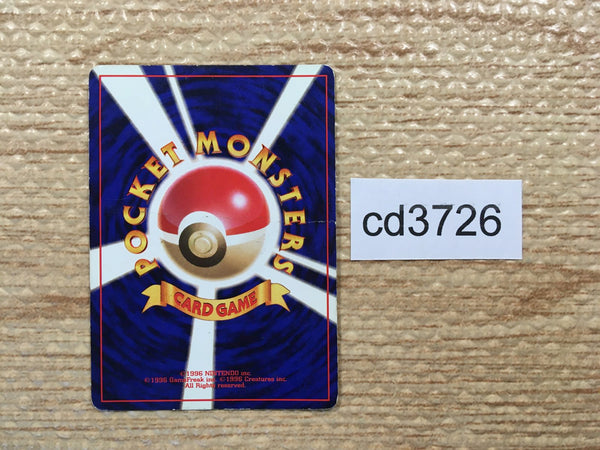 POCKET MONSTERS
CARD GAME
©1996 NINTENDO inc.
©1996 GameFreak inc. ©1996 Creatures inc.
All Rights reserved.
cd3726